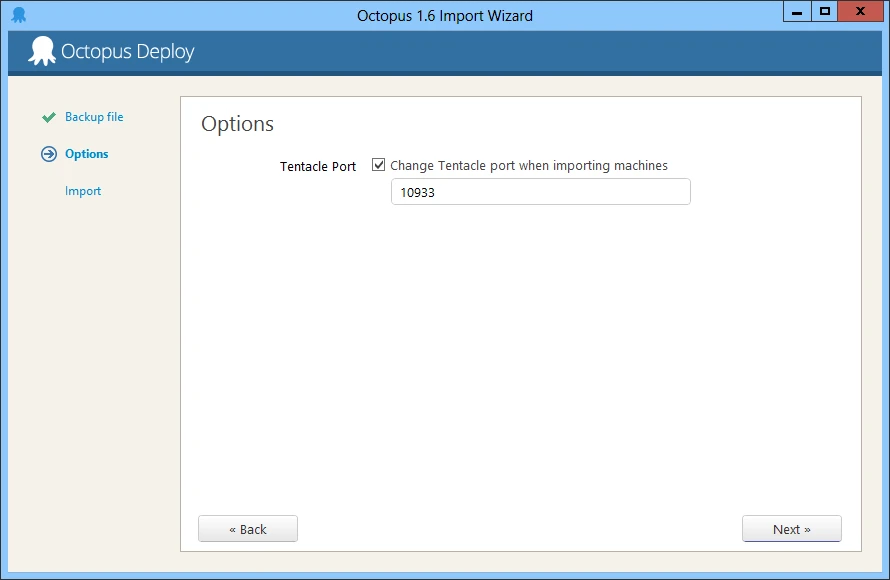 Octopus 1.6 Import Wizard
Octopus Deploy
Backup file
Options
Import
Options
Tentacle Port
Change Tentacle port when importing machines
10933
« Back
Next »